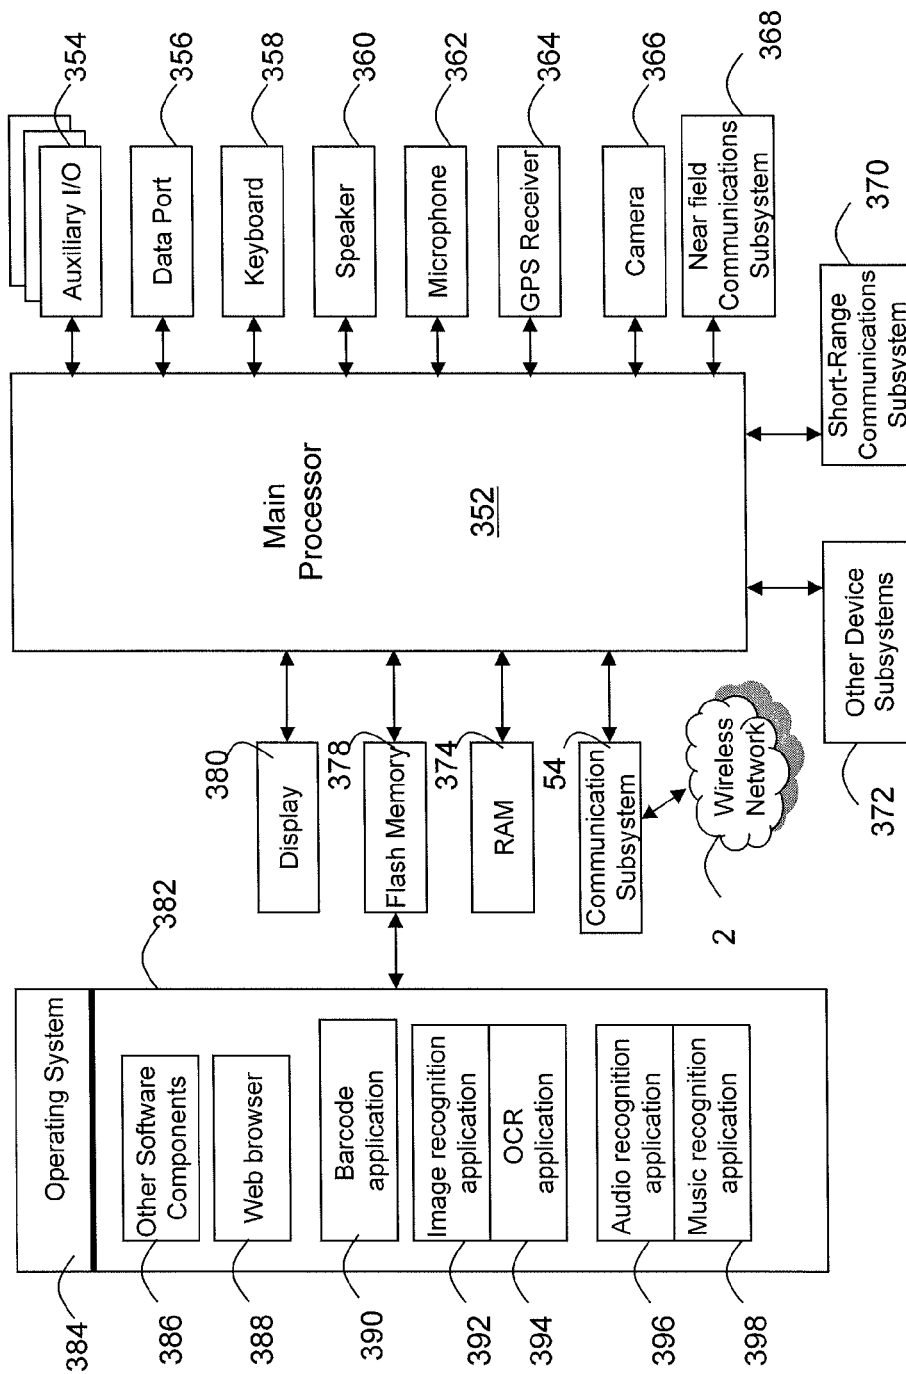 384
Operating System
382
386
Other Software
Components
388
Web browser
390
Barcode
application
392
Image recognition
application
394
OCR
application
396
Audio recognition
application
398
Music recognition
application
380
Display
378
Flash Memory
374
RAM
54
Communication
Subsystem
2
Wireless
Network
Main
Processor
352
372
Other Device
Subsystems
370
Short-Range
Communications
Subsystem
354
Auxiliary I/O
356
Data Port
358
Keyboard
360
Speaker
362
Microphone
364
GPS Receiver
366
Camera
368
Near field
Communications
Subsystem